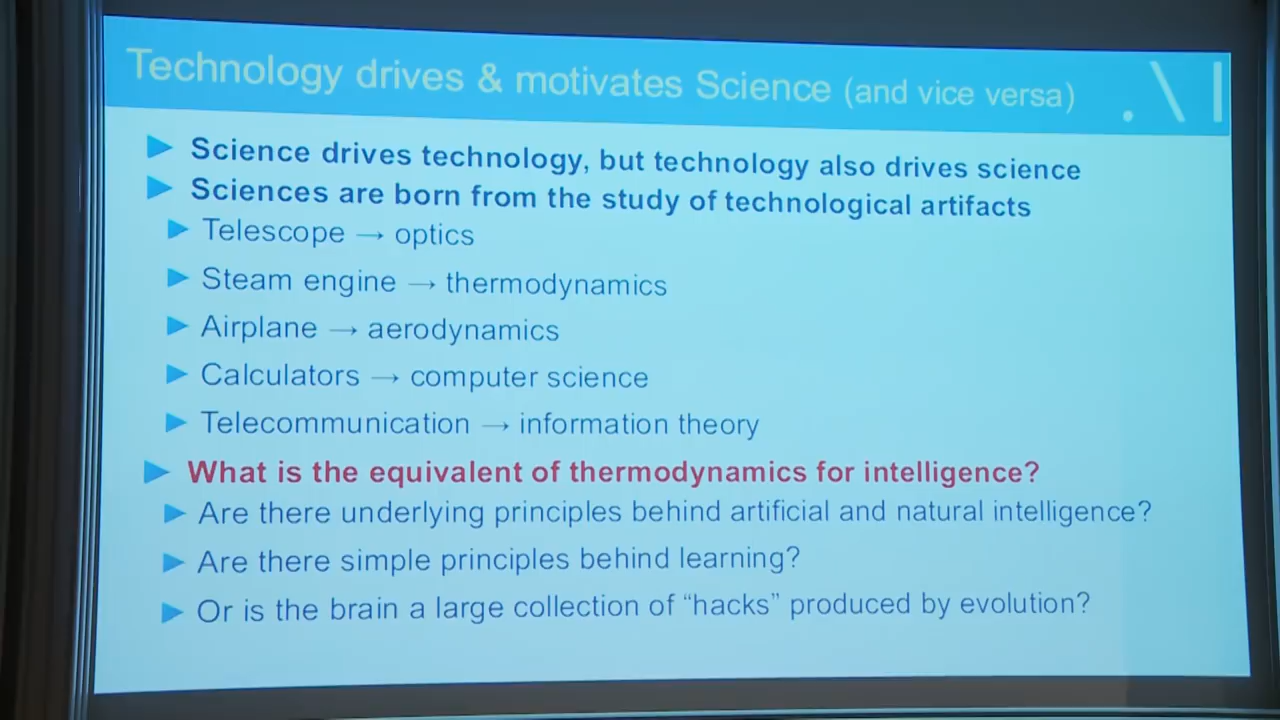 Technology drives & motivates Science (and vice versa)
Science drives technology, but technology also drives science
Sciences are born from the study of technological artifacts
Telescope → optics
Steam engine → thermodynamics
Airplane → aerodynamics
Calculators → computer science
Telecommunication → information theory
What is the equivalent of thermodynamics for intelligence?
Are there underlying principles behind artificial and natural intelligence?
Are there simple principles behind learning?
Or is the brain a large collection of “hacks” produced by evolution?